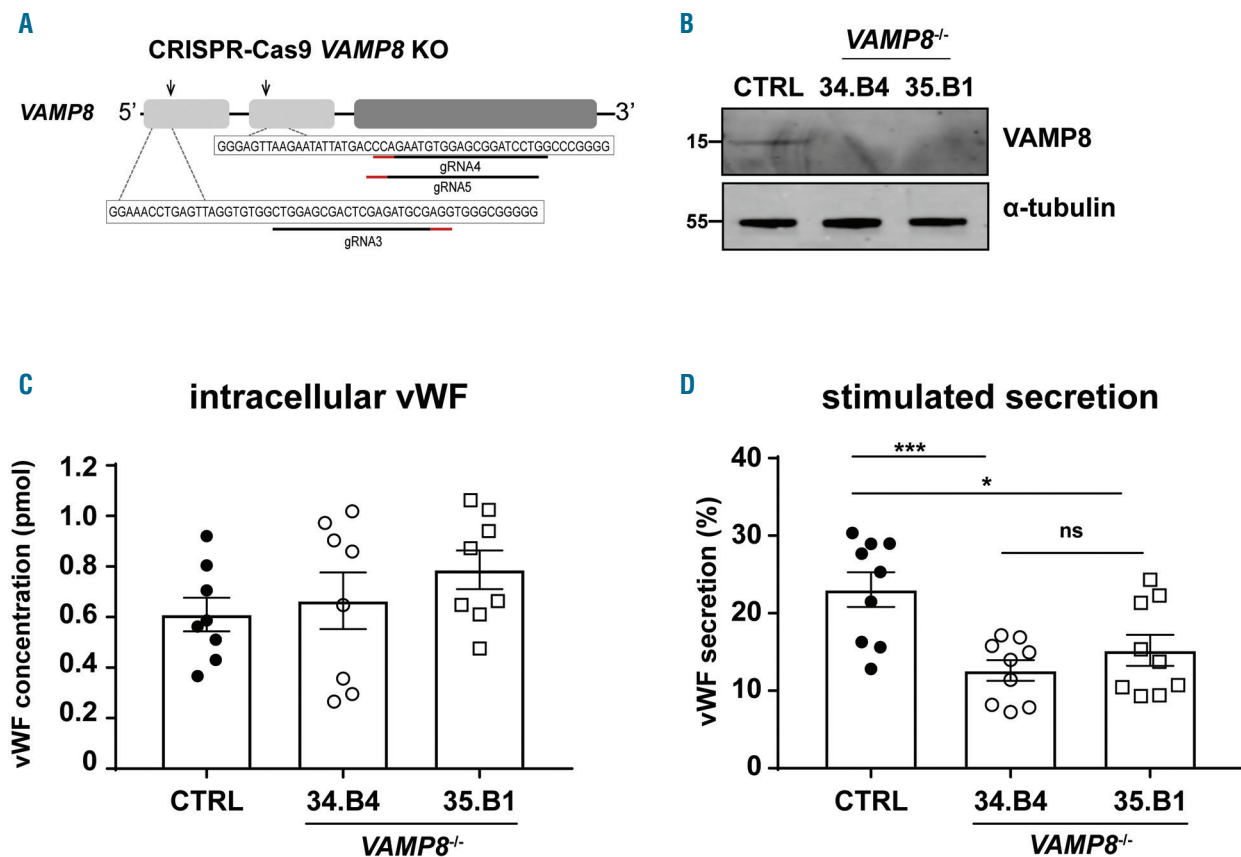 A
CRISPR-Cas9 VAMP8 KO
VAMP8 5’ 3’
GGGAGTTAAGAATATTATGACCCAGAATGTGGAGCGGATCCTGGCCCGGGG
gRNA4
gRNA5
GGAAACCTGAGTTAGGTGTGGCTGGAGCGACTCGAGATGCGAGGTGGGCGGGGG
gRNA3
B
VAMP8-/-
CTRL 34.B4 35.B1
15 VAMP8
55 α-tubulin
C
intracellular vWF
vWF concentration (pmol)
1.2
1.0
0.8
0.6
0.4
0.2
0
CTRL 34.B4 35.B1
VAMP8-/-
D
stimulated secretion
vWF secretion (%)
40
30
20
10
0
***
*
ns
CTRL 34.B4 35.B1
VAMP8-/-